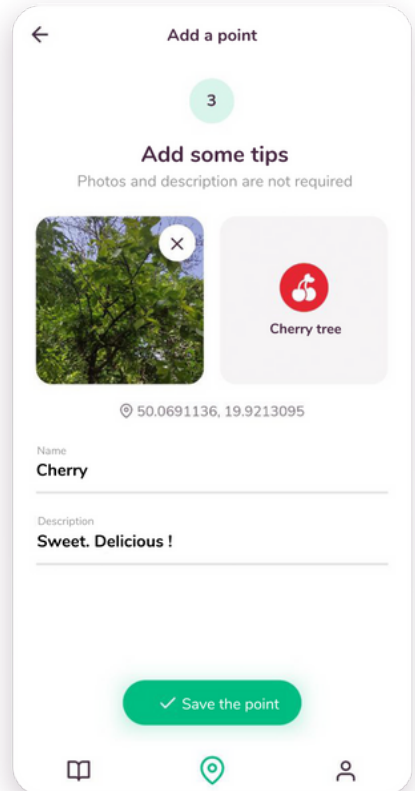 Add a point
3
Add some tips
Photos and description are not required
Cherry tree
50.0691136, 19.9213095
Name
Cherry
Description
Sweet. Delicious !
Save the point